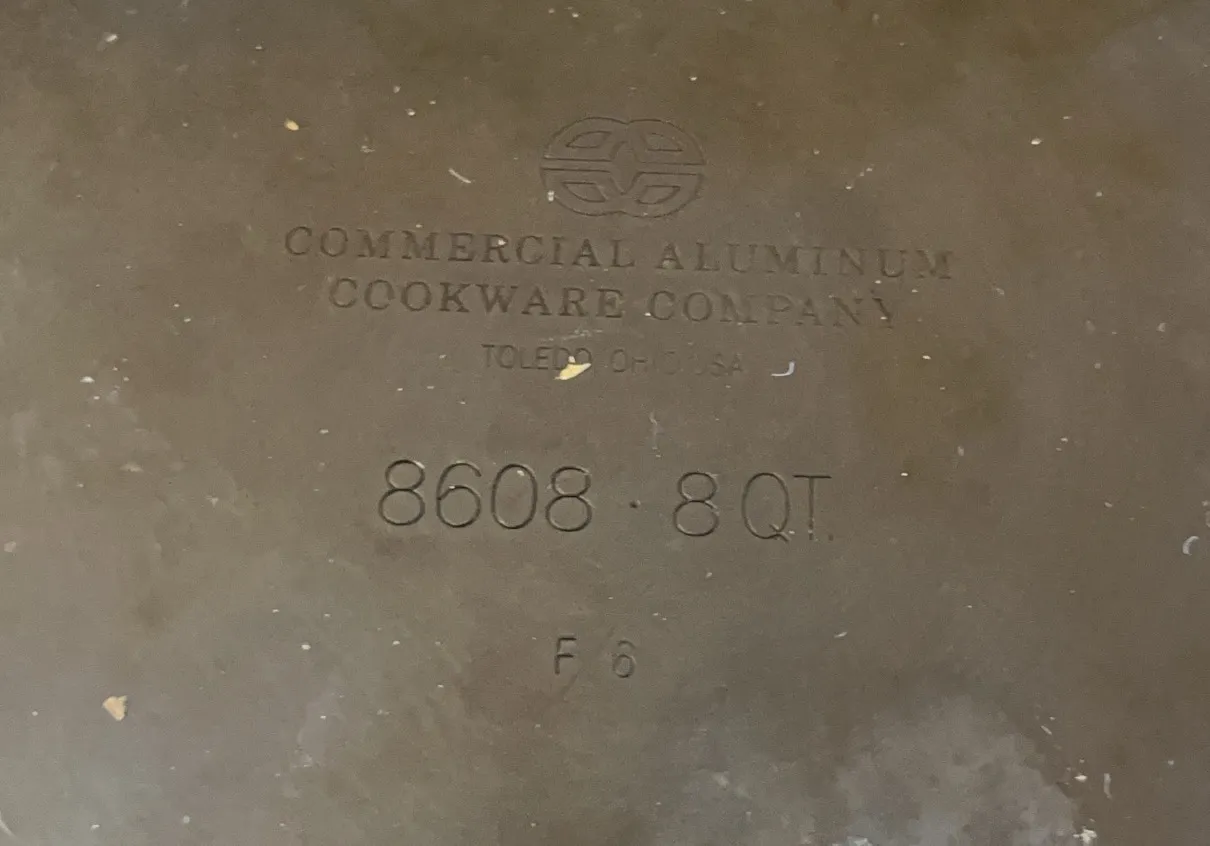 COMMERCIAL ALUMINUM
COOKWARE COMPANY
TOLEDO, OHIO USA
8608 · 8 QT.
F 6